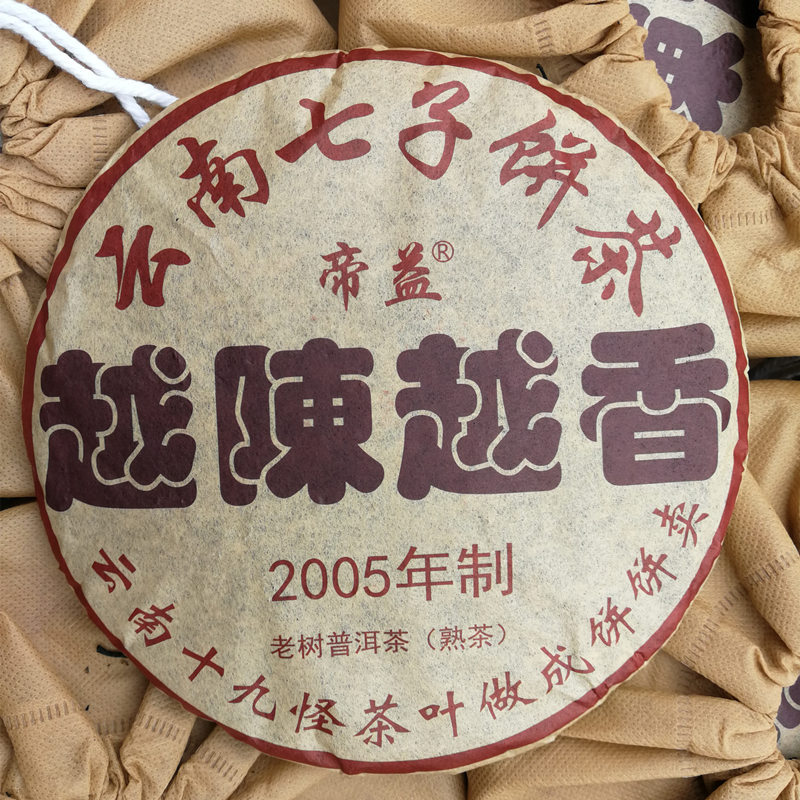 云南七子饼茶
帝益®
越陳越香
2005年制
老树普洱茶（熟茶）
云南十九怪茶叶做成饼饼卖